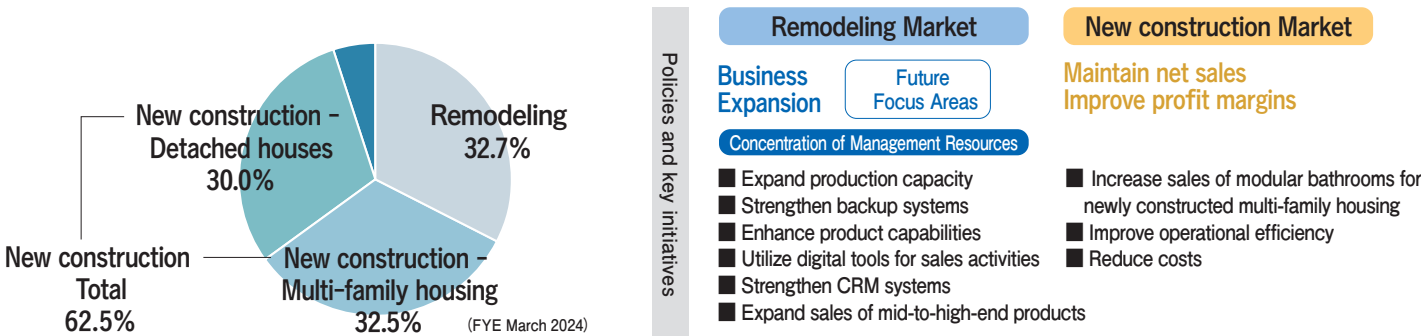 New construction -
Detached houses
30.0%
Remodeling
32.7%
New construction
Total
62.5%
New construction -
Multi-family housing
32.5%
(FYE March 2024)
Policies and key initiatives
Remodeling Market
Business
Expansion
Future
Focus Areas
Concentration of Management Resources
■ Expand production capacity
■ Strengthen backup systems
■ Enhance product capabilities
■ Utilize digital tools for sales activities
■ Strengthen CRM systems
■ Expand sales of mid-to-high-end products
New construction Market
Maintain net sales
Improve profit margins
■ Increase sales of modular bathrooms for
newly constructed multi-family housing
■ Improve operational efficiency
■ Reduce costs